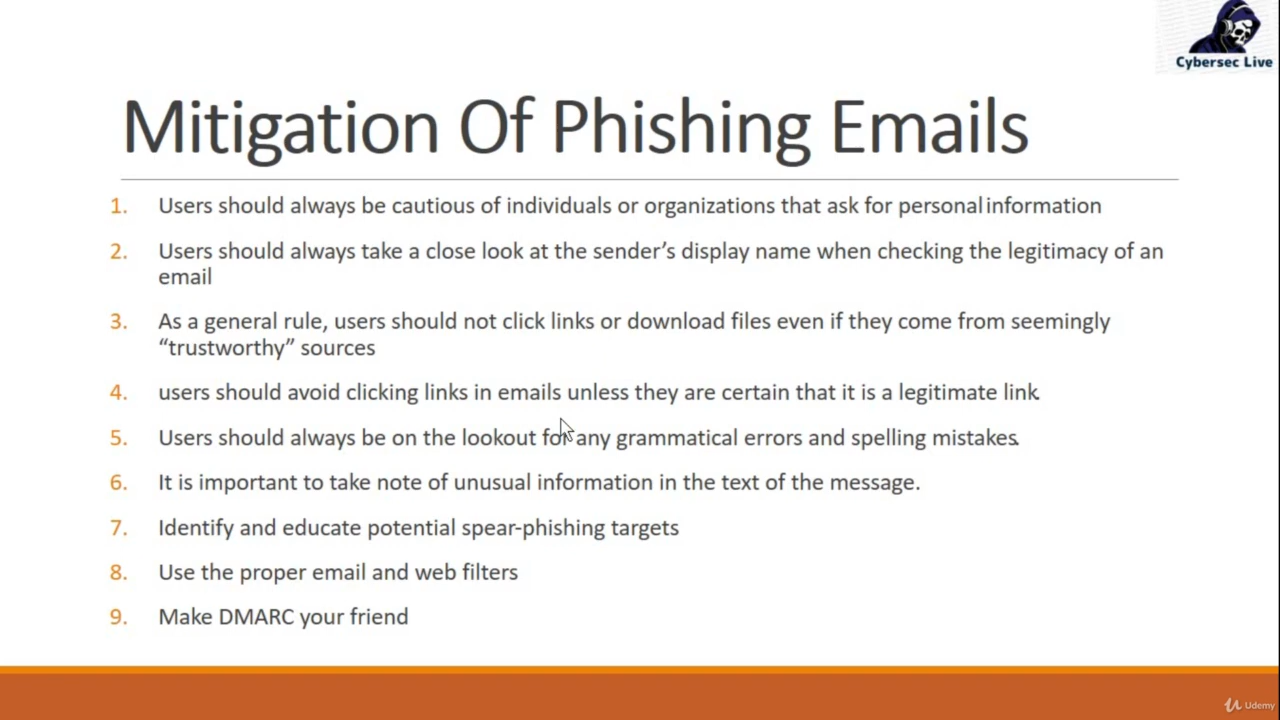 Cybersec Live
Mitigation Of Phishing Emails
1. Users should always be cautious of individuals or organizations that ask for personal information
2. Users should always take a close look at the sender's display name when checking the legitimacy of an
email
3. As a general rule, users should not click links or download files even if they come from seemingly
“trustworthy” sources
4. users should avoid clicking links in emails unless they are certain that it is a legitimate link.
5. Users should always be on the lookout for any grammatical errors and spelling mistakes.
6. It is important to take note of unusual information in the text of the message.
7. Identify and educate potential spear-phishing targets
8. Use the proper email and web filters
9. Make DMARC your friend
Udemy